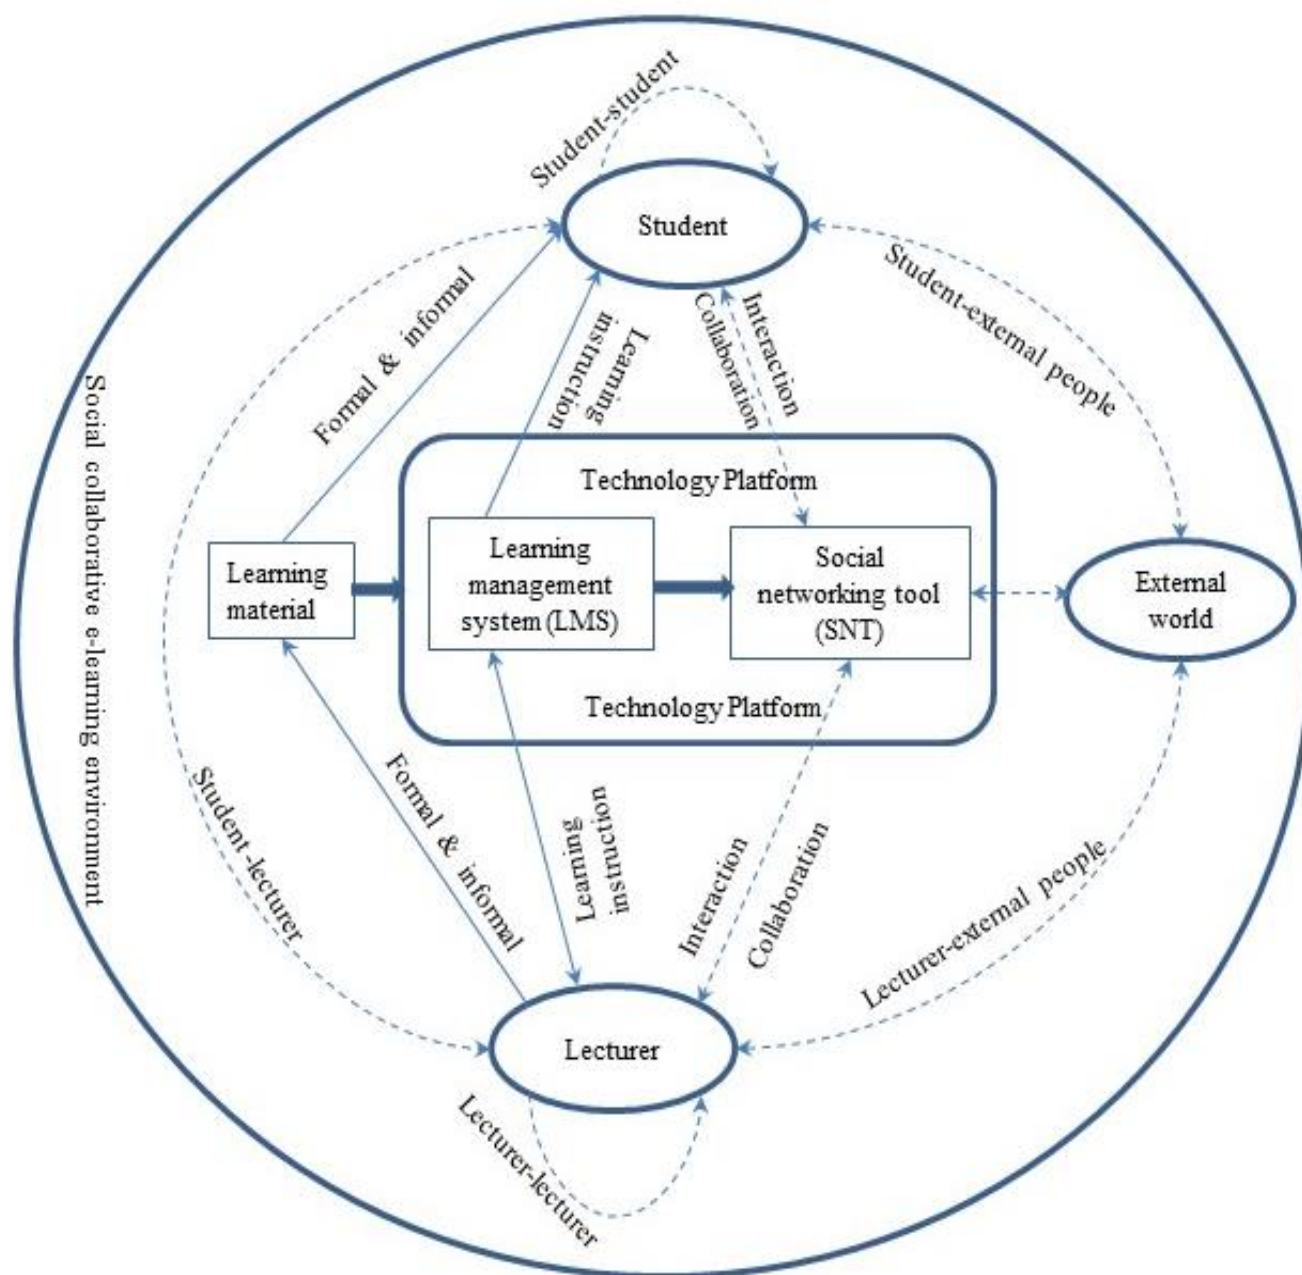 Student-student
Student
Student-external people
Formal & informal
Learning
instruction
Interaction
Collaboration
Social collaborative e-learning environment
Technology Platform
Learning
material
Learning
management
system (LMS)
Social
networking tool
(SNT)
External
world
Technology Platform
Student-lecturer
Formal & informal
Learning
instruction
Interaction
Collaboration
Lecturer-external people
Lecturer
Lecturer-lecturer